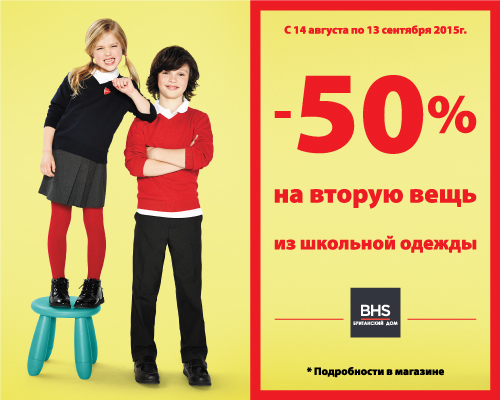 С 14 августа по 13 сентября 2015г.
-50%
на вторую вещь
из школьной одежды
BHS
БРИТАНСКИЙ ДОМ
* Подробности в магазине